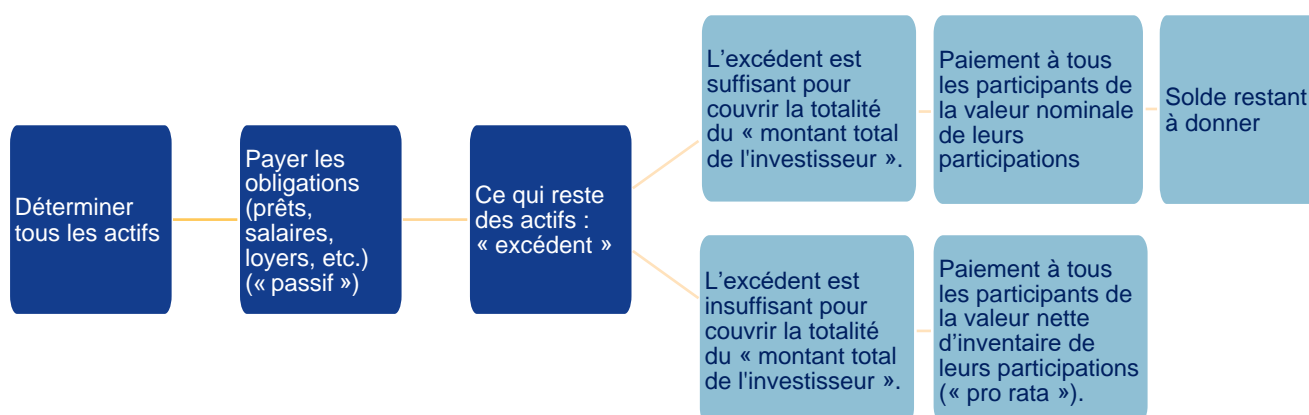 Déterminer
tous les actifs
Payer les
obligations
(prêts,
salaires,
loyers, etc.)
(« passif »)
Ce qui reste
des actifs :
« excédent »
L’excédent est
suffisant pour
couvrir la totalité
du « montant total
de l'investisseur ».
Paiement à tous
les participants de
la valeur nominale
de leurs
participations
Solde restant
à donner
L’excédent est
insuffisant pour
couvrir la totalité
du « montant total
de l'investisseur ».
Paiement à tous
les participants de
la valeur nette
d’inventaire de
leurs participations
(« pro rata »).